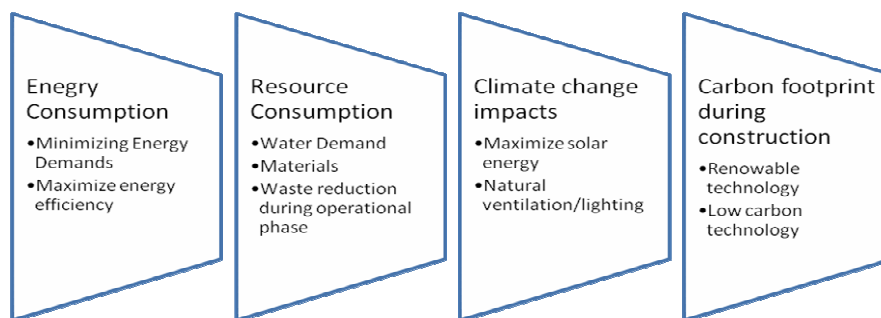 Enegry
Consumption
•Minimizing Energy
Demands
•Maximize energy
efficiency
Resource
Consumption
•Water Demand
•Materials
•Waste reduction
during operational
phase
Climate change
impacts
•Maximize solar
energy
•Natural
ventilation/lighting
Carbon footprint
during
construction
•Renewable
technology
•Low carbon
technology